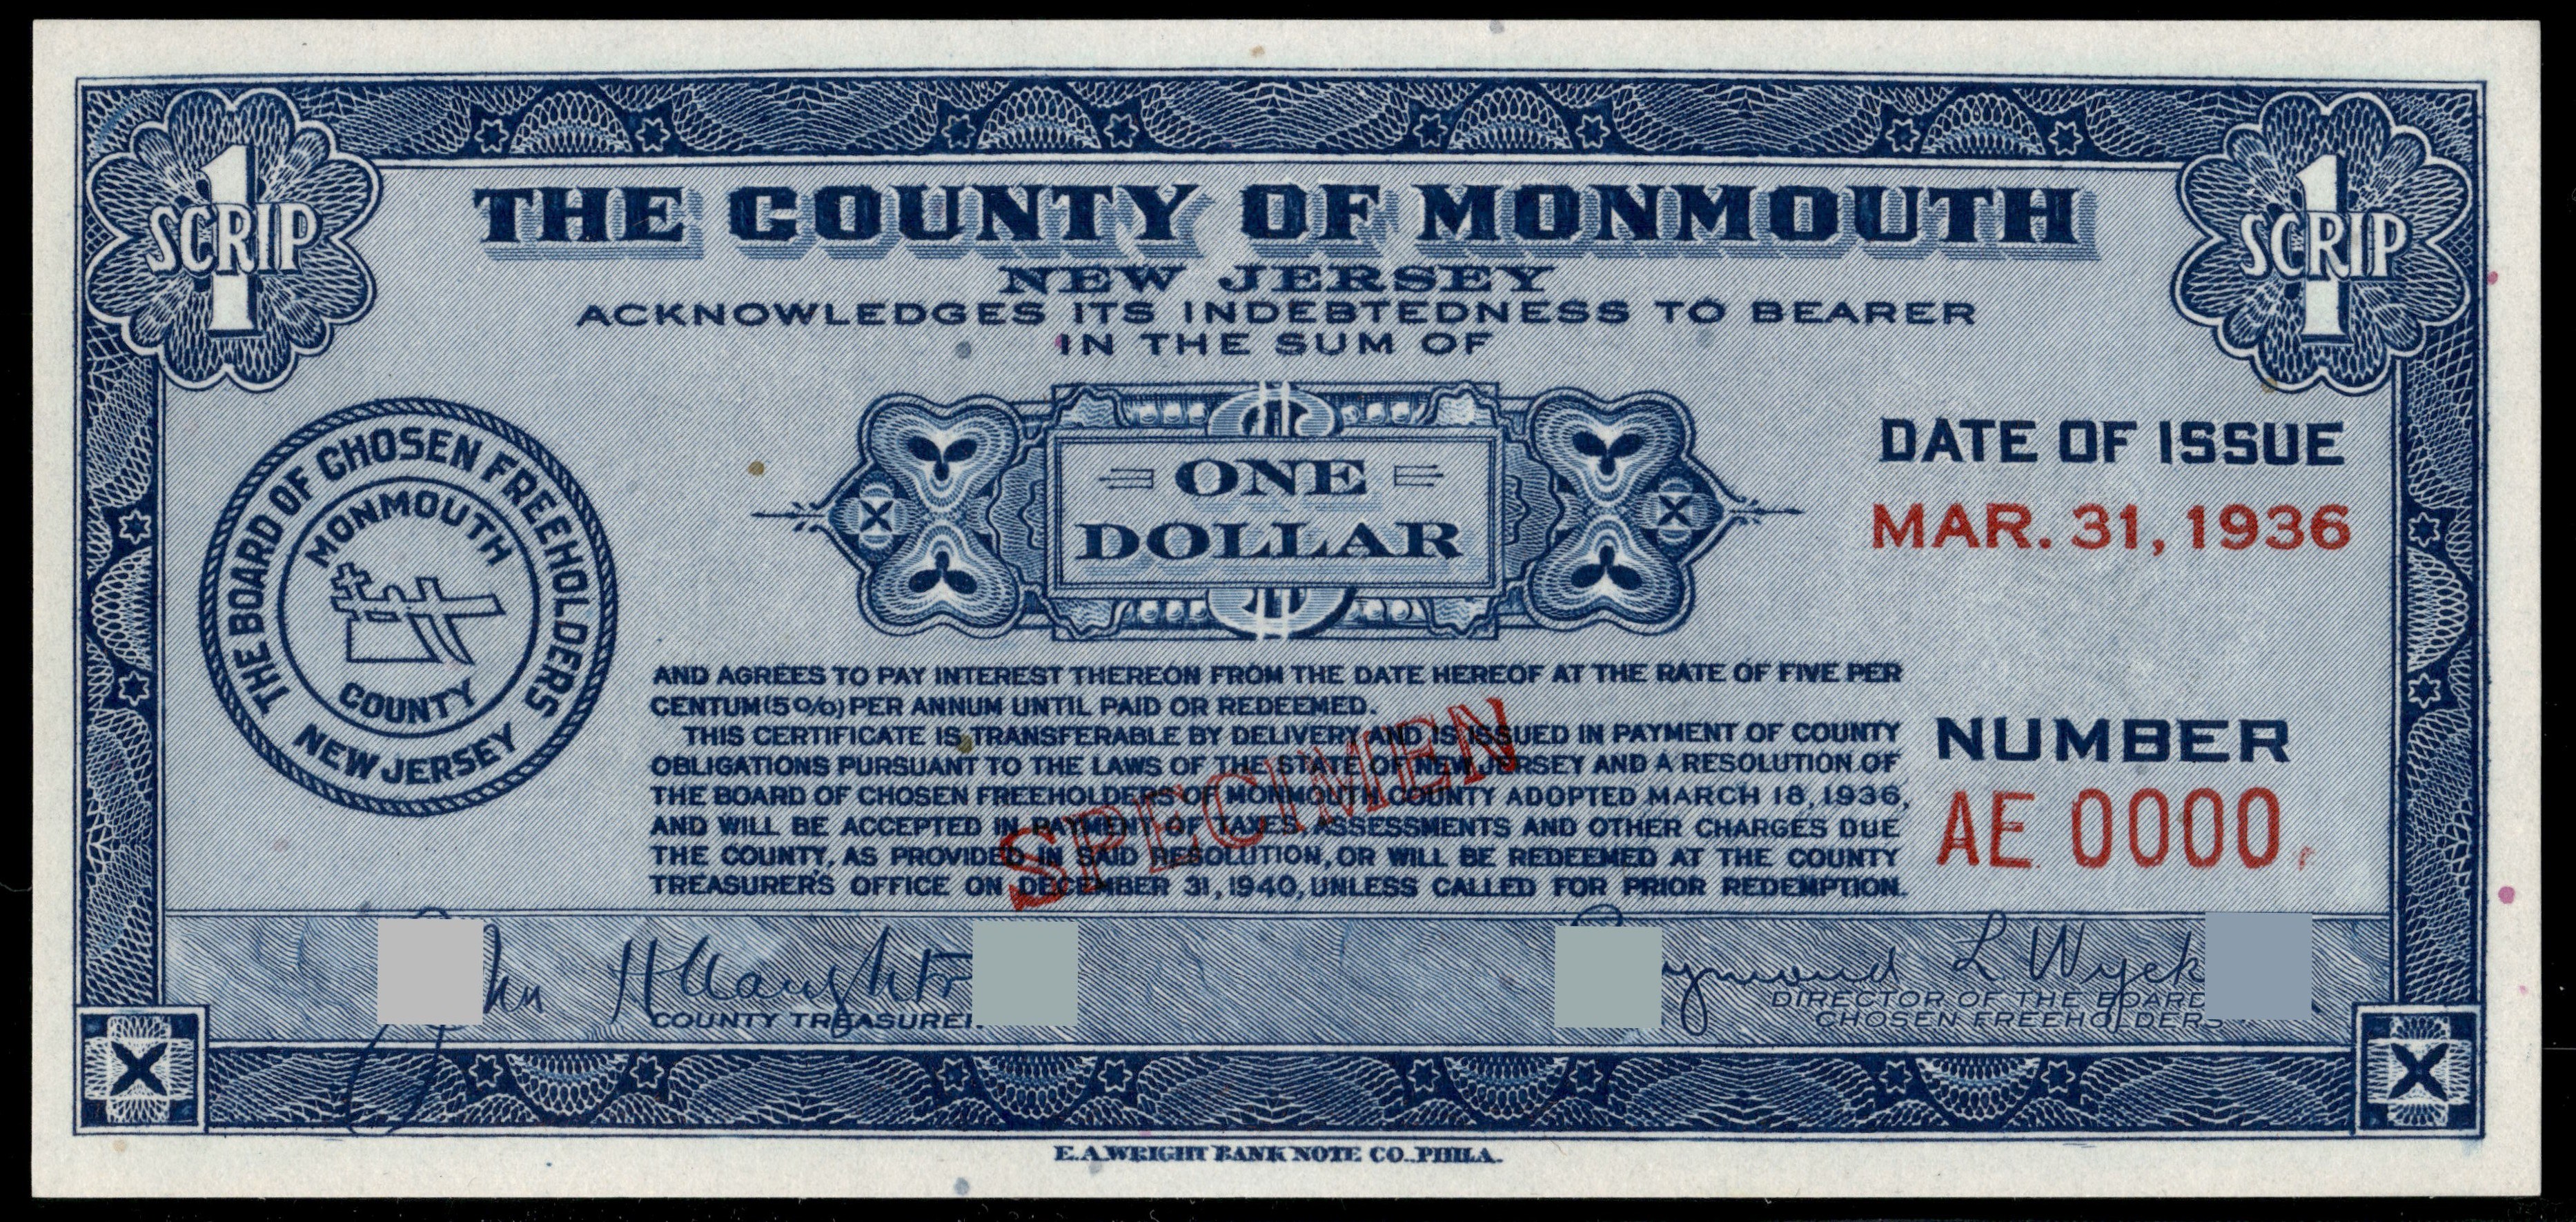 1
SCRIP
1
SCRIP
THE COUNTY OF MONMOUTH
NEW JERSEY
ACKNOWLEDGES ITS INDEBTEDNESS TO BEARER
IN THE SUM OF
ONE
DOLLAR
DATE OF ISSUE
MAR. 31, 1936
THE BOARD OF CHOSEN FREEHOLDERS
MONMOUTH
COUNTY
NEW JERSEY
AND AGREES TO PAY INTEREST THEREON FROM THE DATE HEREOF AT THE RATE OF FIVE PER
CENTUM (5%) PER ANNUM UNTIL PAID OR REDEEMED.
THIS CERTIFICATE IS TRANSFERABLE BY DELIVERY AND IS ISSUED IN PAYMENT OF COUNTY
OBLIGATIONS PURSUANT TO THE LAWS OF THE STATE OF NEW JERSEY AND A RESOLUTION OF
THE BOARD OF CHOSEN FREEHOLDERS OF MONMOUTH COUNTY ADOPTED MARCH 18, 1936,
AND WILL BE ACCEPTED IN PAYMENT OF TAXES ASSESSMENTS AND OTHER CHARGES DUE
THE COUNTY, AS PROVIDED IN SAID RESOLUTION, OR WILL BE REDEEMED AT THE COUNTY
TREASURER'S OFFICE ON DECEMBER 31, 1940, UNLESS CALLED FOR PRIOR REDEMPTION.
SPECIMEN
NUMBER
AE 0000
L
COUNTY
DIRECTOR OF THE
CHOSEN FREEHOLDERS
E.A. WRIGHT BANK NOTE CO., PHILA.